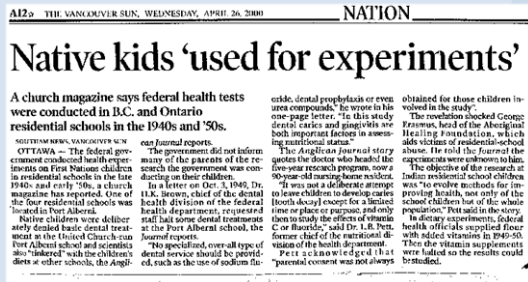 A12 THE VANCOUVER SUN, WEDNESDAY, APRIL 26, 2000
NATION
Native kids 'used for experiments'
A church magazine says federal health tests
were conducted in B.C. and Ontario
residential schools in the 1940s and '50s.
SOUTHAM NEWS, VANCOUVER SUN
OTTAWA — The federal gov-
ernment conducted health exper-
iments on First Nations children
in residential schools in the late
1940s and early '50s, a church
magazine has reported. One of
the four residential schools was
located in Port Alberni.
Native children were deliber-
ately denied basic dental treat-
ment at the United Church-run
Port Alberni school and scientists
also "tinkered" with the children's
diets at other schools, the Angli-
can Journal reports.
The government did not inform
many of the parents of the re-
search the government was con-
ducting on their children.
In a letter on Oct. 3, 1949, Dr.
H.K. Brown, chief of the dental
health division of the federal
health department, requested
staff halt some dental treatments
at the Port Alberni school, the
Journal reports.
"No specialized, over-all type of
dental service should be provid-
ed, such as the use of sodium flu-
oride, dental prophylaxis or even
urea compounds," he wrote in his
one-page letter. "In this study
dental caries and gingivitis are
both important factors in assess-
ing nutritional status."
The Anglican Journal story
quotes the doctor who headed the
five-year research program, now a
90-year-old nursing-home resident.
"It was not a deliberate attempt
to leave children to develop caries
[tooth decay] except for a limited
time or place or purpose, and only
then to study the effects of vitamin
C or fluoride," said Dr. L.B. Pett,
former chief of the nutritional di-
vision of the health department.
Pett acknowledged that
"parental consent was not always
obtained for those children in-
volved in the study".
The revelation shocked George
Erasmus, head of the Aboriginal
Healing Foundation, which
aids victims of residential-school
abuse. He told the Journal the
experiments were unknown to him.
The objective of the research at
Indian residential school children
was "to evolve methods for im-
proving health, not only of the
school children but of the whole
population," Pett said in the story.
In dietary experiments, federal
health officials supplied flour
with added vitamins in 1949-50.
Then the vitamin supplements
were halted so the results could
be studied.